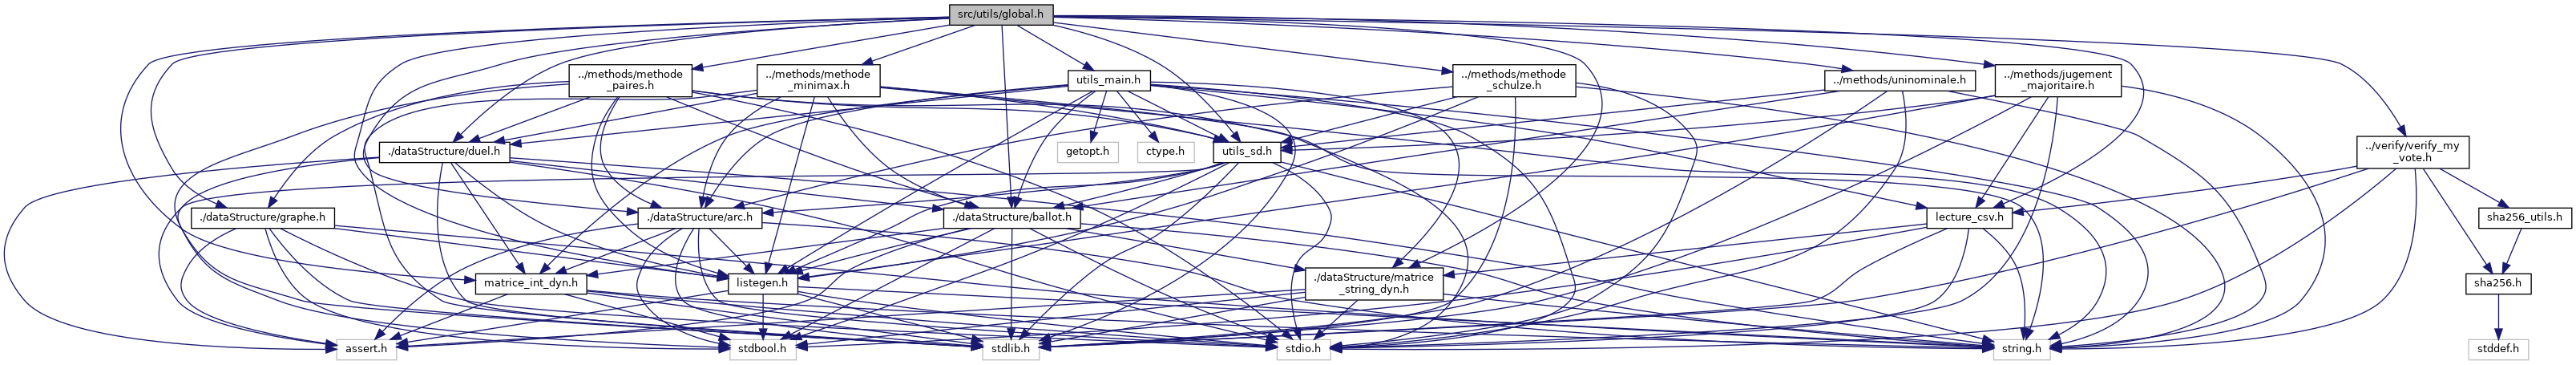 src/utils/global.h
../methods/methode
_paires.h
../methods/methode
_minimax.h
utils_main.h
../methods/methode
_schulze.h
../methods/uninominale.h
../methods/jugement
_majoritaire.h
./dataStructure/duel.h
getopt.h
ctype.h
utils_sd.h
../verify/verify_my
_vote.h
./dataStructure/graphe.h
./dataStructure/arc.h
./dataStructure/ballot.h
lecture_csv.h
sha256_utils.h
matrice_int_dyn.h
listegen.h
./dataStructure/matrice
_string_dyn.h
sha256.h
assert.h
stdbool.h
stdlib.h
stdio.h
string.h
stddef.h